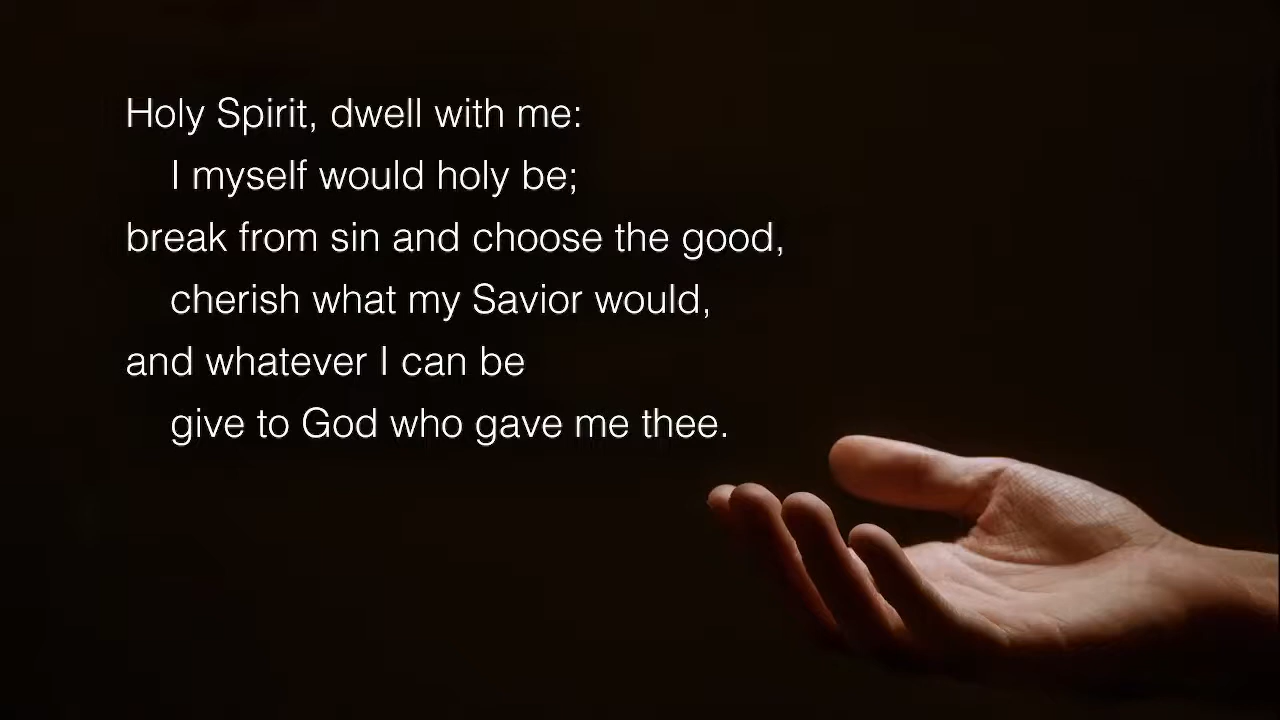 Holy Spirit, dwell with me:
I myself would holy be;
break from sin and choose the good,
cherish what my Savior would,
and whatever I can be
give to God who gave me thee.